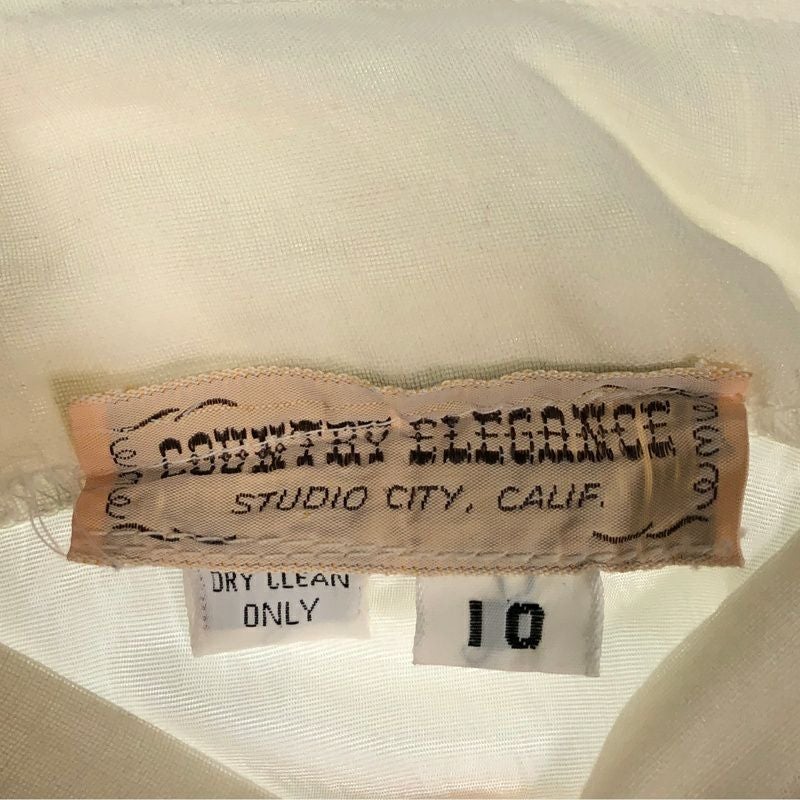 COUNTRY ELEGANCE
STUDIO CITY, CALIF.
DRY CLEAN
ONLY
10